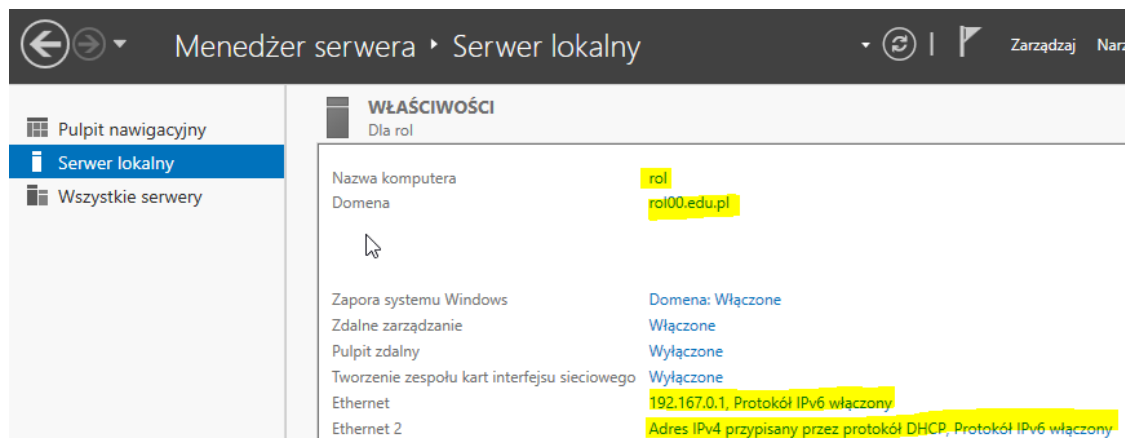 Menedżer serwera ‣ Serwer lokalny
Zarządzaj
Pulpit nawigacyjny
Serwer lokalny
Wszystkie serwery
WŁAŚCIWOŚCI
Dla rol
Nazwa komputera rol
Domena rol00.edu.pl
Zapora systemu Windows Domena: Włączone
Zdalne zarządzanie Włączone
Pulpit zdalny Wyłączone
Tworzenie zespołu kart interfejsu sieciowego Wyłączone
Ethernet 192.167.0.1, Protokół IPv6 włączony
Ethernet 2 Adres IPv4 przypisany przez protokół DHCP, Protokół IPv6 włączony